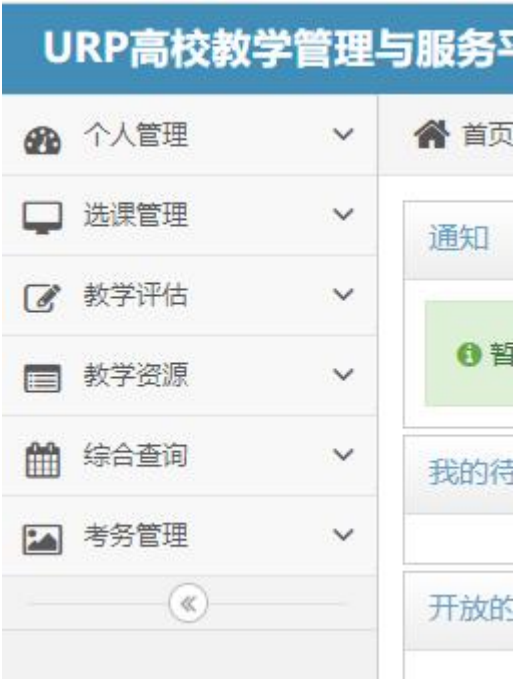 URP高校教学管理与服务
个人管理
首页
选课管理
通知
教学评估
暂
教学资源
综合查询
我的待
考务管理
开放的